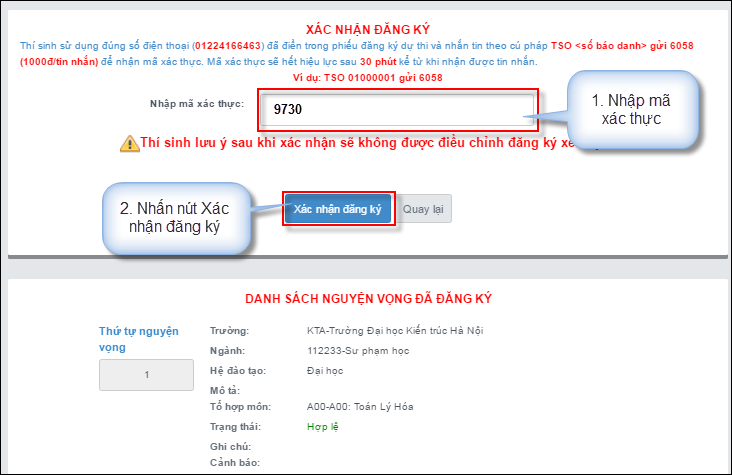 XÁC NHẬN ĐĂNG KÝ
Thí sinh sử dụng đúng số điện thoại (01224166463) đã điền trong phiếu đăng ký dự thi và nhắn tin theo cú pháp TSO <số báo danh> gửi 6058
(1000đ/tin nhắn) để nhận mã xác thực. Mã xác thực sẽ hết hiệu lực sau 30 phút kể từ khi nhận được tin nhắn.
Ví dụ: TSO 01000001 gửi 6058
Nhập mã xác thực:
9730
1. Nhập mã
xác thực
Thí sinh lưu ý sau khi xác nhận sẽ không được điều chỉnh đăng ký
2. Nhấn nút Xác
nhận đăng ký
Xác nhận đăng ký
Quay lại
DANH SÁCH NGUYỆN VỌNG ĐÃ ĐĂNG KÝ
Thứ tự nguyện
vọng
1
Trường: KTA-Trường Đại học Kiến trúc Hà Nội
Ngành: 112233-Sư phạm học
Hệ đào tạo: Đại học
Mô tả:
Tổ hợp môn: A00-A00: Toán Lý Hóa
Trạng thái: Hợp lệ
Ghi chú:
Cảnh báo: